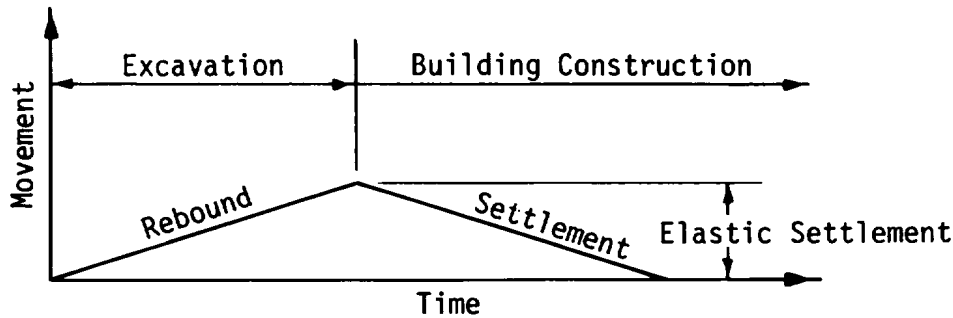 Excavation
Building Construction
Movement
Rebound
Settlement
Elastic Settlement
Time